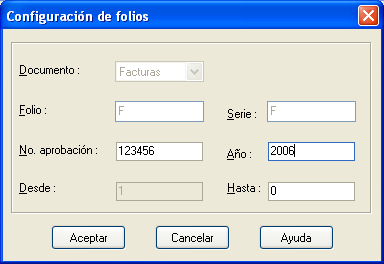 Configuración de folios
Documento : Facturas
Folio : F Serie : F
No. aprobación : 123456 Año : 2006
Desde : 1 Hasta : 0
Aceptar Cancelar Ayuda